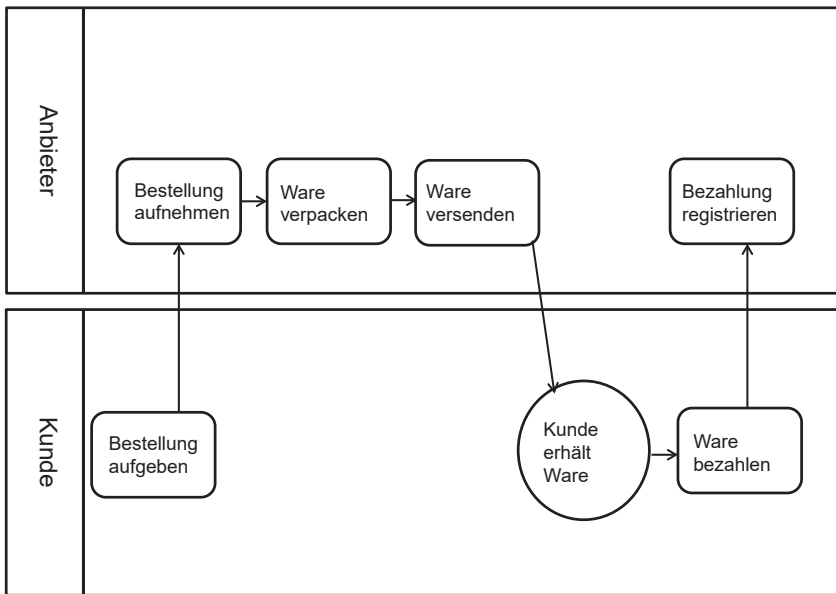 Anbieter
Bestellung
aufnehmen
Ware
verpacken
Ware
versenden
Bezahlung
registrieren
Kunde
Bestellung
aufgeben
Kunde
erhält
Ware
Ware
bezahlen